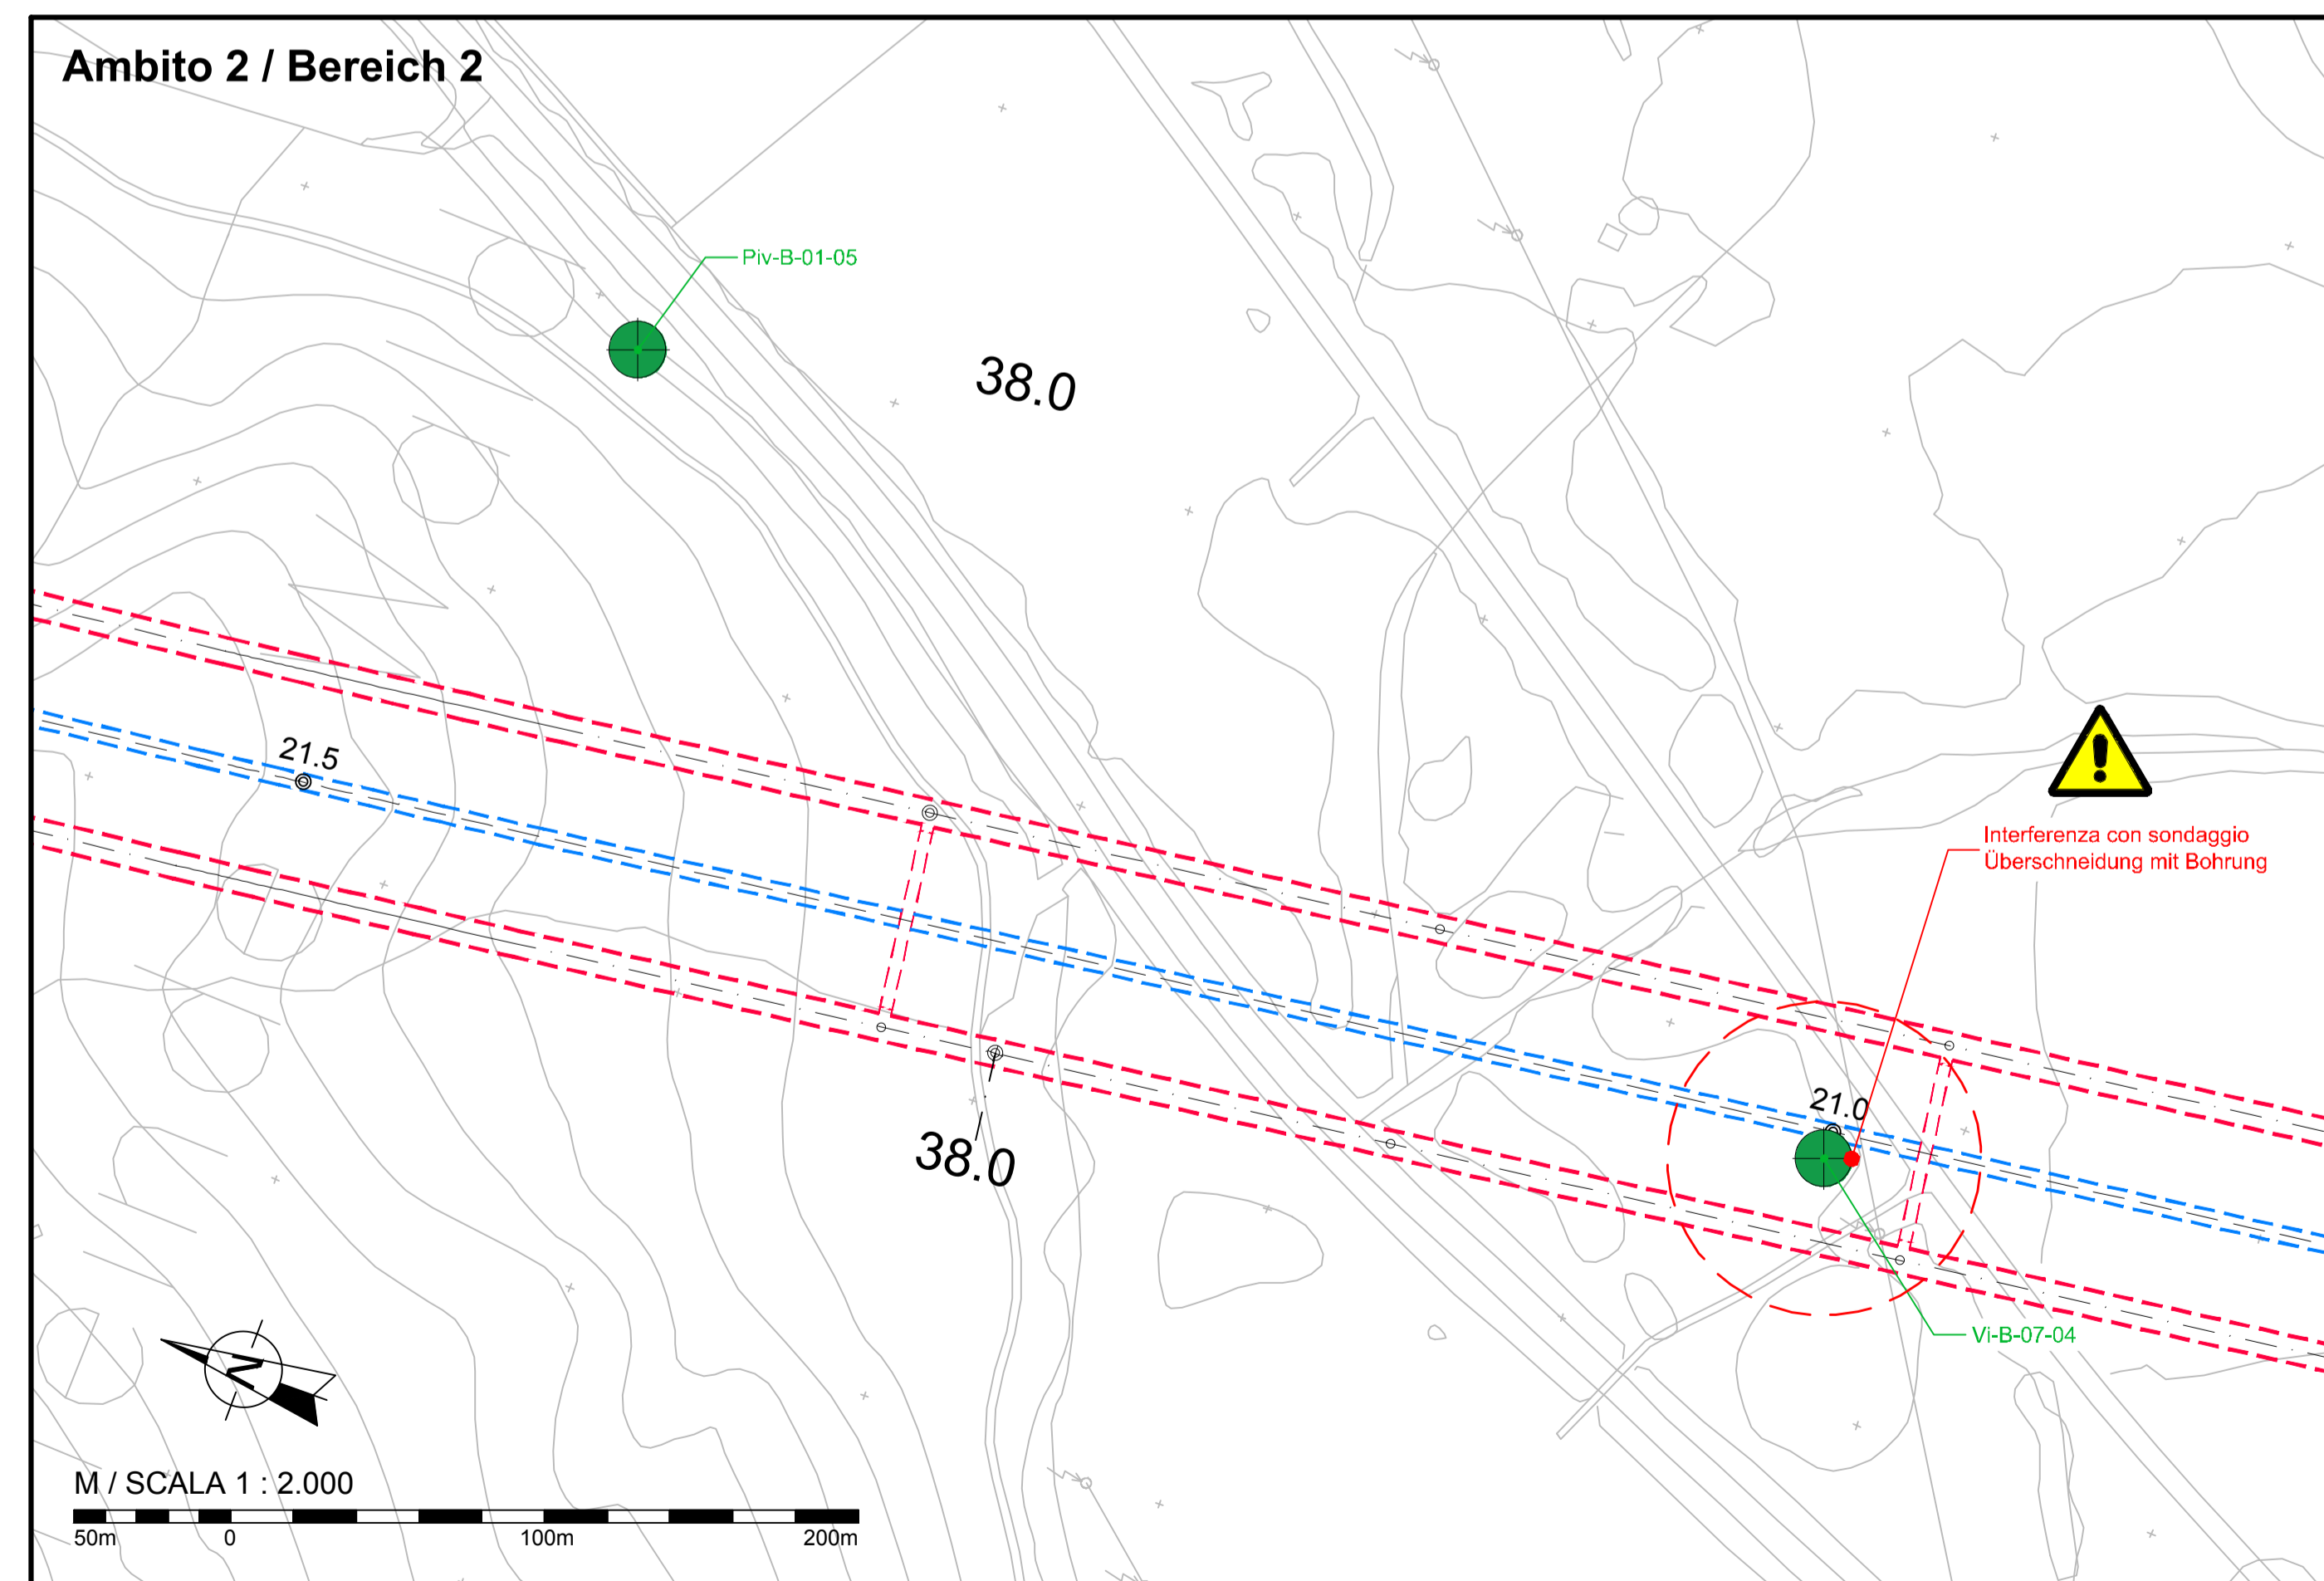 Ambito 2 / Bereich 2
Piv-B-01-05
38.0
21.5
Interferenza con sondaggio
Überschneidung mit Bohrung
21.0
38.0
Vi-B-07-04
N
M / SCALA 1 : 2.000
50m 0 100m 200m